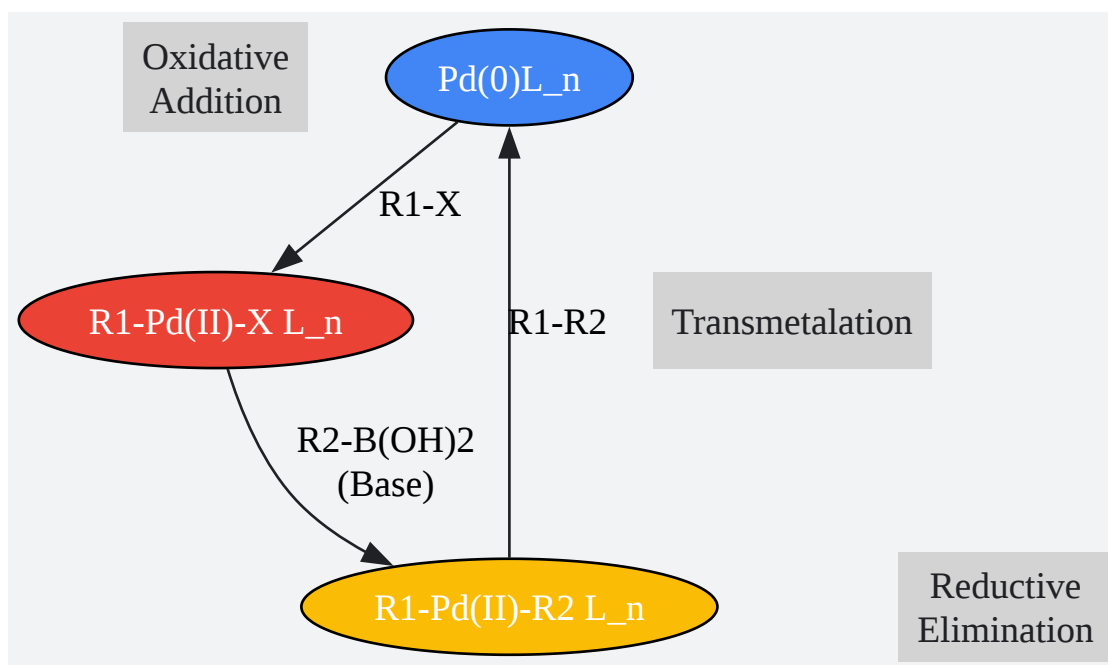 Oxidative
Addition
Pd(0)L_n
R1-X
R1-Pd(II)-X L_n
R1-R2
Transmetalation
R2-B(OH)2
(Base)
R1-Pd(II)-R2 L_n
Reductive
Elimination